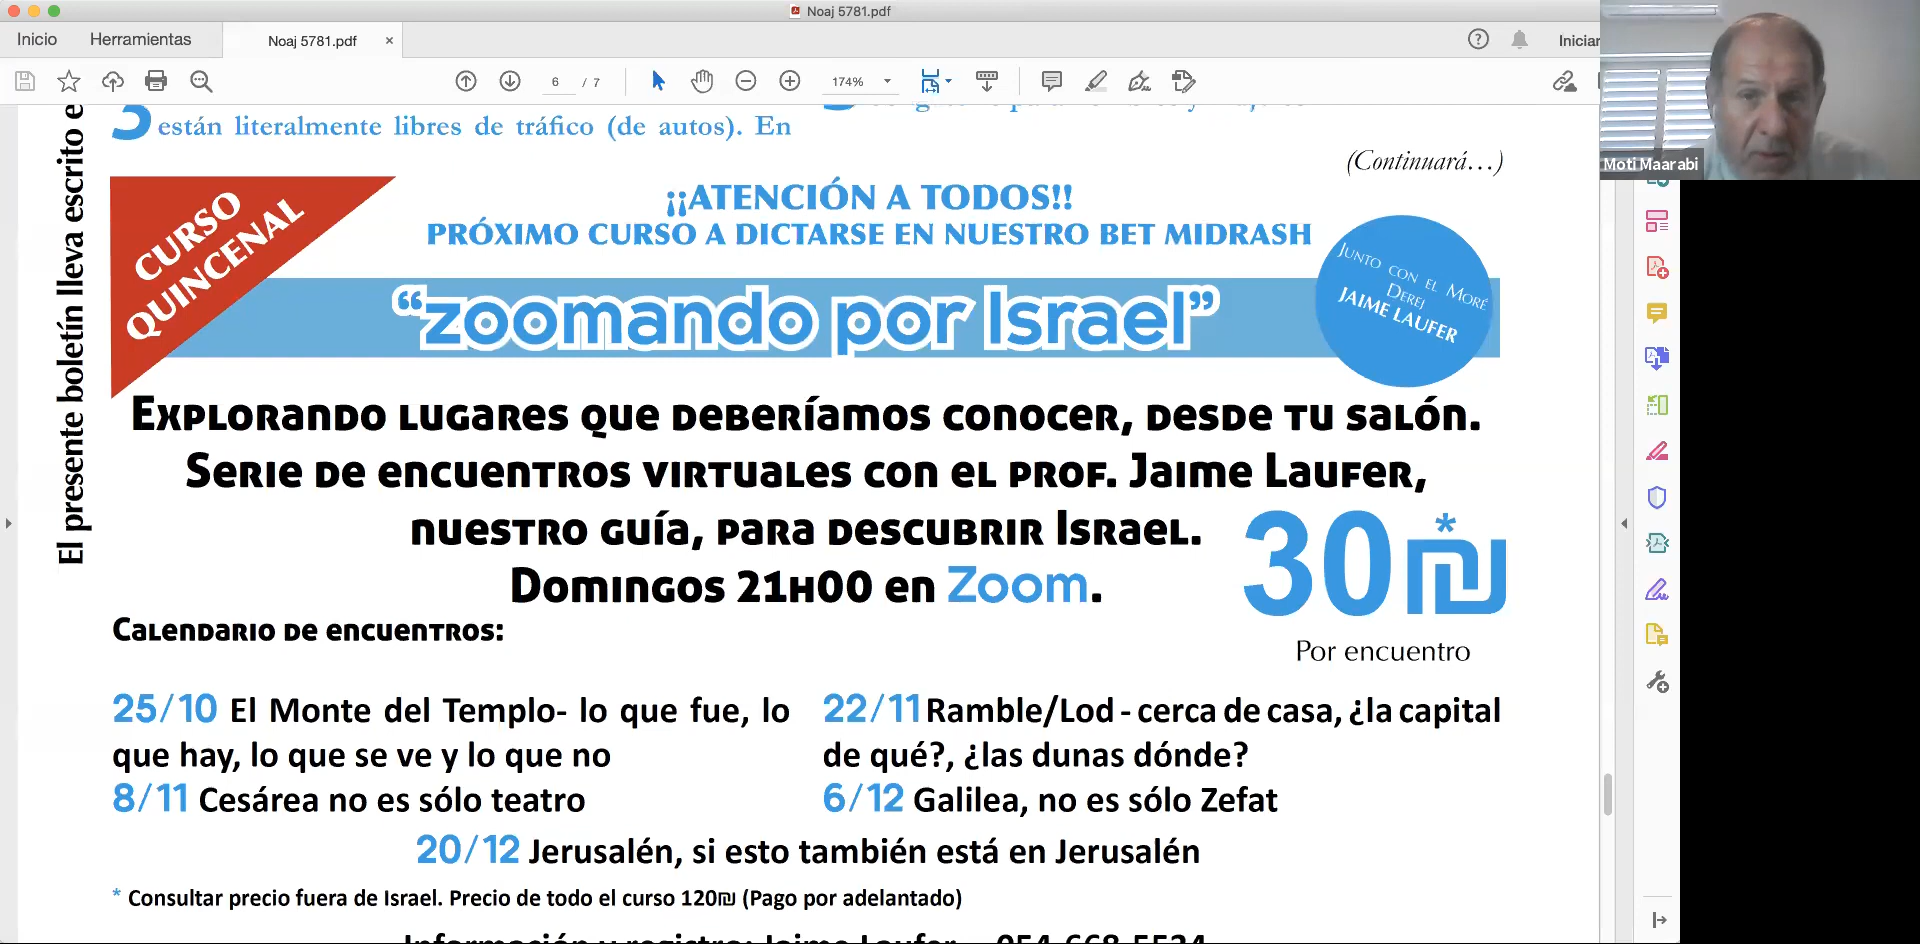 Noaj 5781.pdf
Inicio
Herramientas
Noaj 5781.pdf
Iniciar
6 / 7
174%
Moti Maarabi
El presente boletín lleva escrito e
3 están literalmente libres de tráfico (de autos). En
(Continuará...)
CURSO
QUINCENAL
¡¡ATENCIÓN A TODOS!!
PRÓXIMO CURSO A DICTARSE EN NUESTRO BET MIDRASH
“zoomando por Israel”
JUNTO CON EL MORÉ
DEREJ
JAIME LAUFER
Explorando lugares que deberíamos conocer, desde tu salón.
Serie de encuentros virtuales con el prof. Jaime Laufer,
nuestro guía, para descubrir Israel.
Domingos 21h00 en Zoom.
30₪*
Por encuentro
Calendario de encuentros:
25/10 El Monte del Templo- lo que fue, lo
que hay, lo que se ve y lo que no
8/11 Cesárea no es sólo teatro
22/11 Ramble/Lod - cerca de casa, ¿la capital
de qué?, ¿las dunas dónde?
6/12 Galilea, no es sólo Zefat
20/12 Jerusalén, si esto también está en Jerusalén
* Consultar precio fuera de Israel. Precio de todo el curso 120₪ (Pago por adelantado)
Información y registro: Jaime Laufer